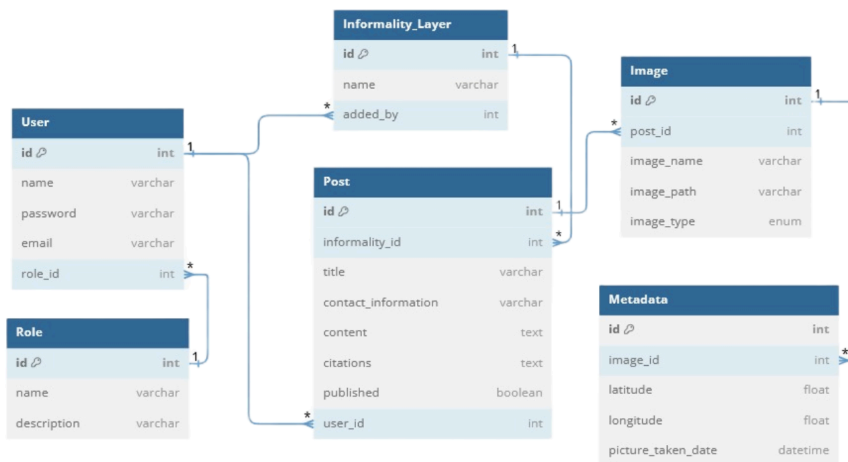 Informality_Layer
id int
name varchar
added_by int
1
*
User
id int
name varchar
password varchar
email varchar
role_id int
1
*
Role
id int
name varchar
description varchar
1
Post
id int
informality_id int
title varchar
contact_information varchar
content text
citations text
published boolean
user_id int
1
*
*
Image
id int
post_id int
image_name varchar
image_path varchar
image_type enum
1
*
Metadata
id int
image_id int
latitude float
longitude float
picture_taken_date datetime
*